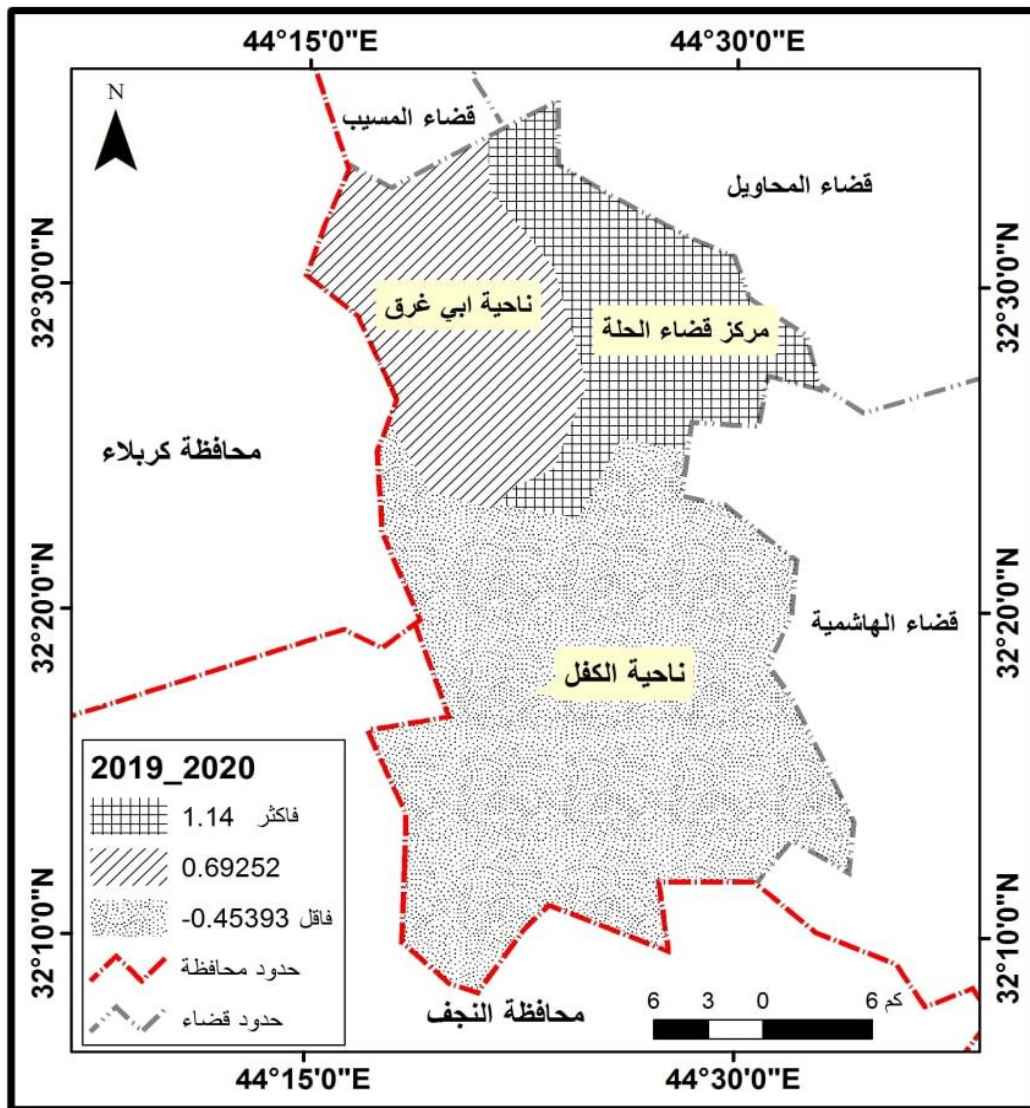 44°15'0"E
44°30'0"E
N
قضاء المسيب
قضاء المحاويل
32°30'0"N
32°30'0"N
ناحية ابي غرق
مركز قضاء الحلة
محافظة كربلاء
32°20'0"N
32°20'0"N
قضاء الهاشمية
ناحية الكفل
2019_2020
1.14 فاكثر
0.69252
-0.45393 فاقل
حدود محافظة
حدود قضاء
32°10'0"N
32°10'0"N
6 3 0 6 كم
محافظة النجف
44°15'0"E
44°30'0"E